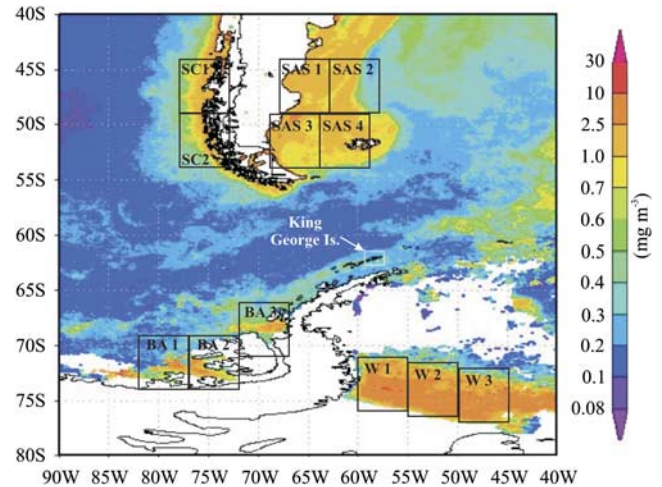 40S
45S
50S
55S
60S
65S
70S
75S
80S
90W 85W 80W 75W 70W 65W 60W 55W 50W 45W 40W
SC1
SC2
SAS 1 SAS 2
SAS 3 SAS 4
King
George Is.
BA 3
BA 1 BA 2
W 1 W 2 W 3
30
10
2.5
1.0
0.7
0.6
0.5
0.4
0.3
0.2
0.1
0.08
(mg m-3)